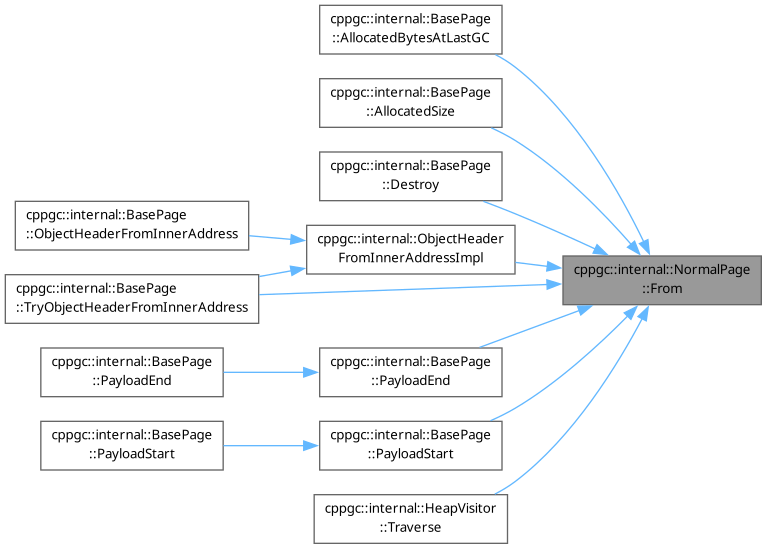 cppgc::internal::BasePage
::AllocatedBytesAtLastGC
cppgc::internal::BasePage
::AllocatedSize
cppgc::internal::BasePage
::Destroy
cppgc::internal::BasePage
::ObjectHeaderFromInnerAddress
cppgc::internal::ObjectHeader
FromInnerAddressImpl
cppgc::internal::NormalPage
::From
cppgc::internal::BasePage
::TryObjectHeaderFromInnerAddress
cppgc::internal::BasePage
::PayloadEnd
cppgc::internal::BasePage
::PayloadEnd
cppgc::internal::BasePage
::PayloadStart
cppgc::internal::BasePage
::PayloadStart
cppgc::internal::HeapVisitor
::Traverse